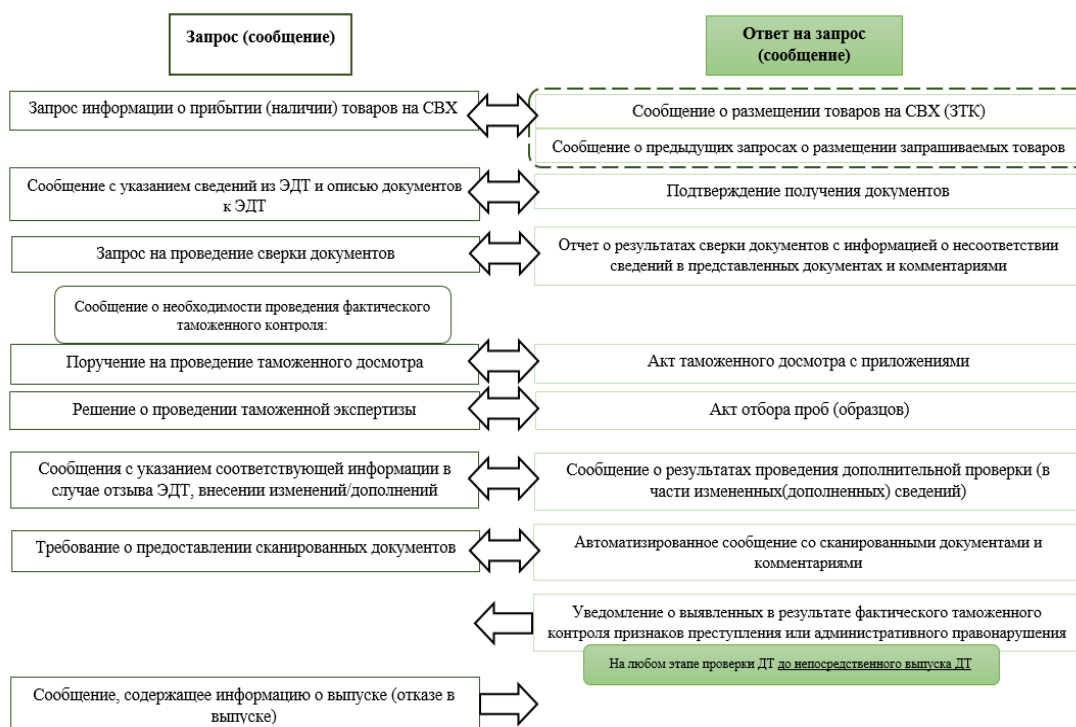 Запрос (сообщение)
Ответ на запрос
(сообщение)
Запрос информации о прибытии (наличии) товаров на СВХ
Сообщение о размещении товаров на СВХ (ЗТК)
Сообщение о предыдущих запросах о размещении запрашиваемых товаров
Сообщение с указанием сведений из ЭДТ и описью документов
к ЭДТ
Подтверждение получения документов
Запрос на проведение сверки документов
Отчет о результатах сверки документов с информацией о несоответствии
сведений в представленных документах и комментариями
Сообщение о необходимости проведения фактического
таможенного контроля:
Поручение на проведение таможенного досмотра
Акт таможенного досмотра с приложениями
Решение о проведении таможенной экспертизы
Акт отбора проб (образцов)
Сообщения с указанием соответствующей информации в
случае отзыва ЭДТ, внесении изменений/дополнений
Сообщение о результатах проведения дополнительной проверки (в
части измененных(дополненных) сведений)
Требование о предоставлении сканированных документов
Автоматизированное сообщение со сканированными документами и
комментариями
Уведомление о выявленных в результате фактического таможенного
контроля признаков преступления или административного правонарушения
На любом этапе проверки ДТ до непосредственного выпуска ДТ
Сообщение, содержащее информацию о выпуске (отказе в
выпуске)